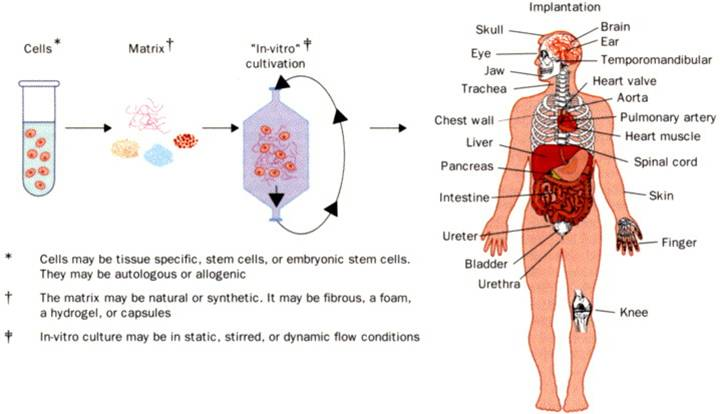 Cells*
Matrix†
"In-vitro" ‡
cultivation
Implantation
Skull
Eye
Jaw
Trachea
Chest wall
Liver
Pancreas
Intestine
Ureter
Bladder
Urethra
Brain
Ear
Temporomandibular
Heart valve
Aorta
Pulmonary artery
Heart muscle
Spinal cord
Skin
Finger
Knee
* Cells may be tissue specific, stem cells, or embryonic stem cells.
They may be autologous or allogenic
† The matrix may be natural or synthetic. It may be fibrous, a foam,
a hydrogel, or capsules
‡ In-vitro culture may be in static, stirred, or dynamic flow conditions